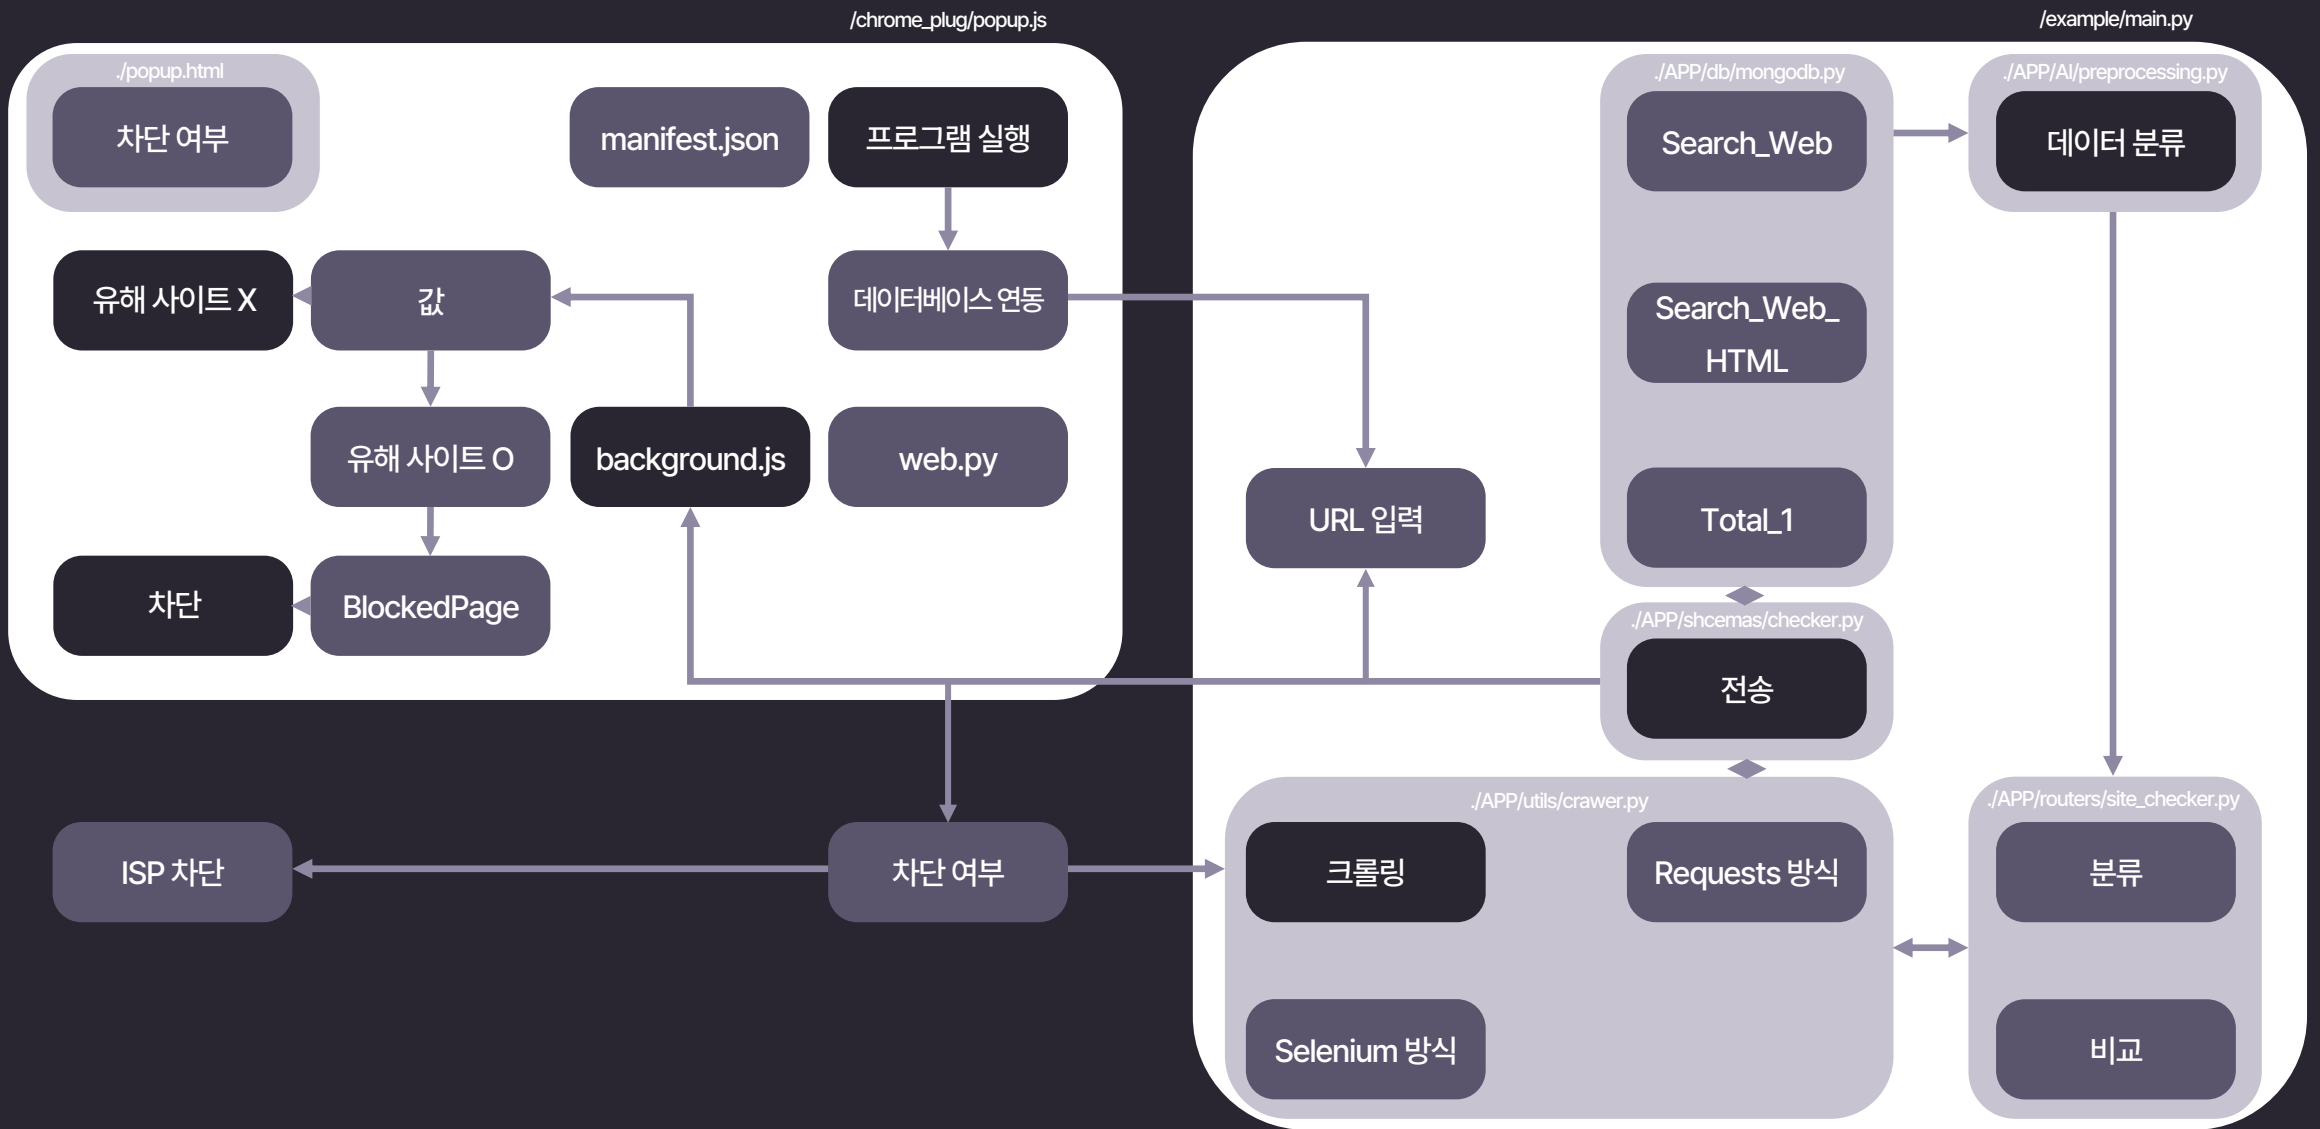 /chrome_plug/popup.js
./popup.html
차단 여부
manifest.json
프로그램 실행
유해 사이트 X
값
데이터베이스 연동
유해 사이트 O
background.js
web.py
차단
BlockedPage
ISP 차단
차단 여부
/example/main.py
./APP/db/mongodb.py
Search_Web
Search_Web_
HTML
Total_1
./APP/AI/preprocessing.py
데이터 분류
URL 입력
./APP/shcemas/checker.py
전송
./APP/utils/crawer.py
크롤링
Requests 방식
Selenium 방식
./APP/routers/site_checker.py
분류
비교